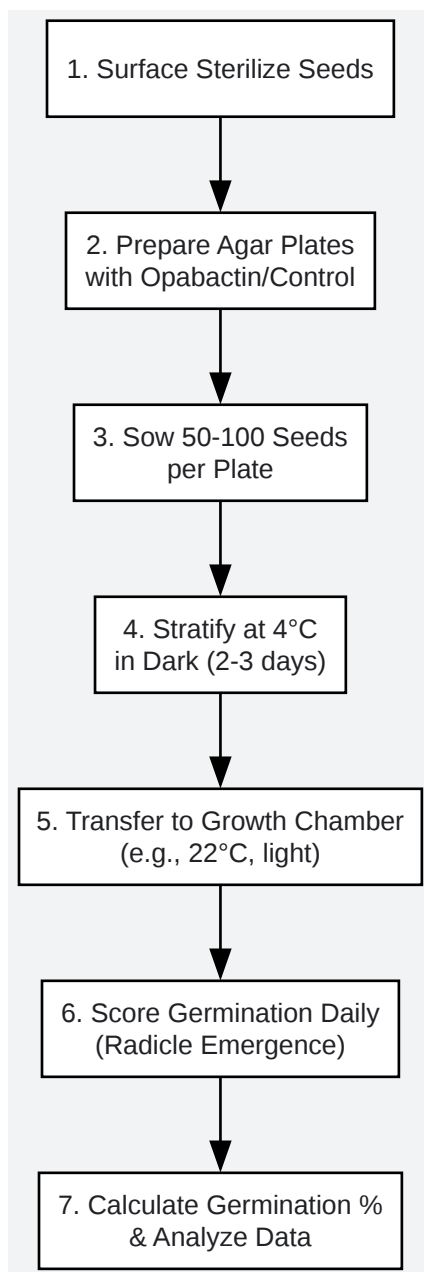 1. Surface Sterilize Seeds
2. Prepare Agar Plates
with Opabactin/Control
3. Sow 50-100 Seeds
per Plate
4. Stratify at 4°C
in Dark (2-3 days)
5. Transfer to Growth Chamber
(e.g., 22°C, light)
6. Score Germination Daily
(Radicle Emergence)
7. Calculate Germination %
& Analyze Data